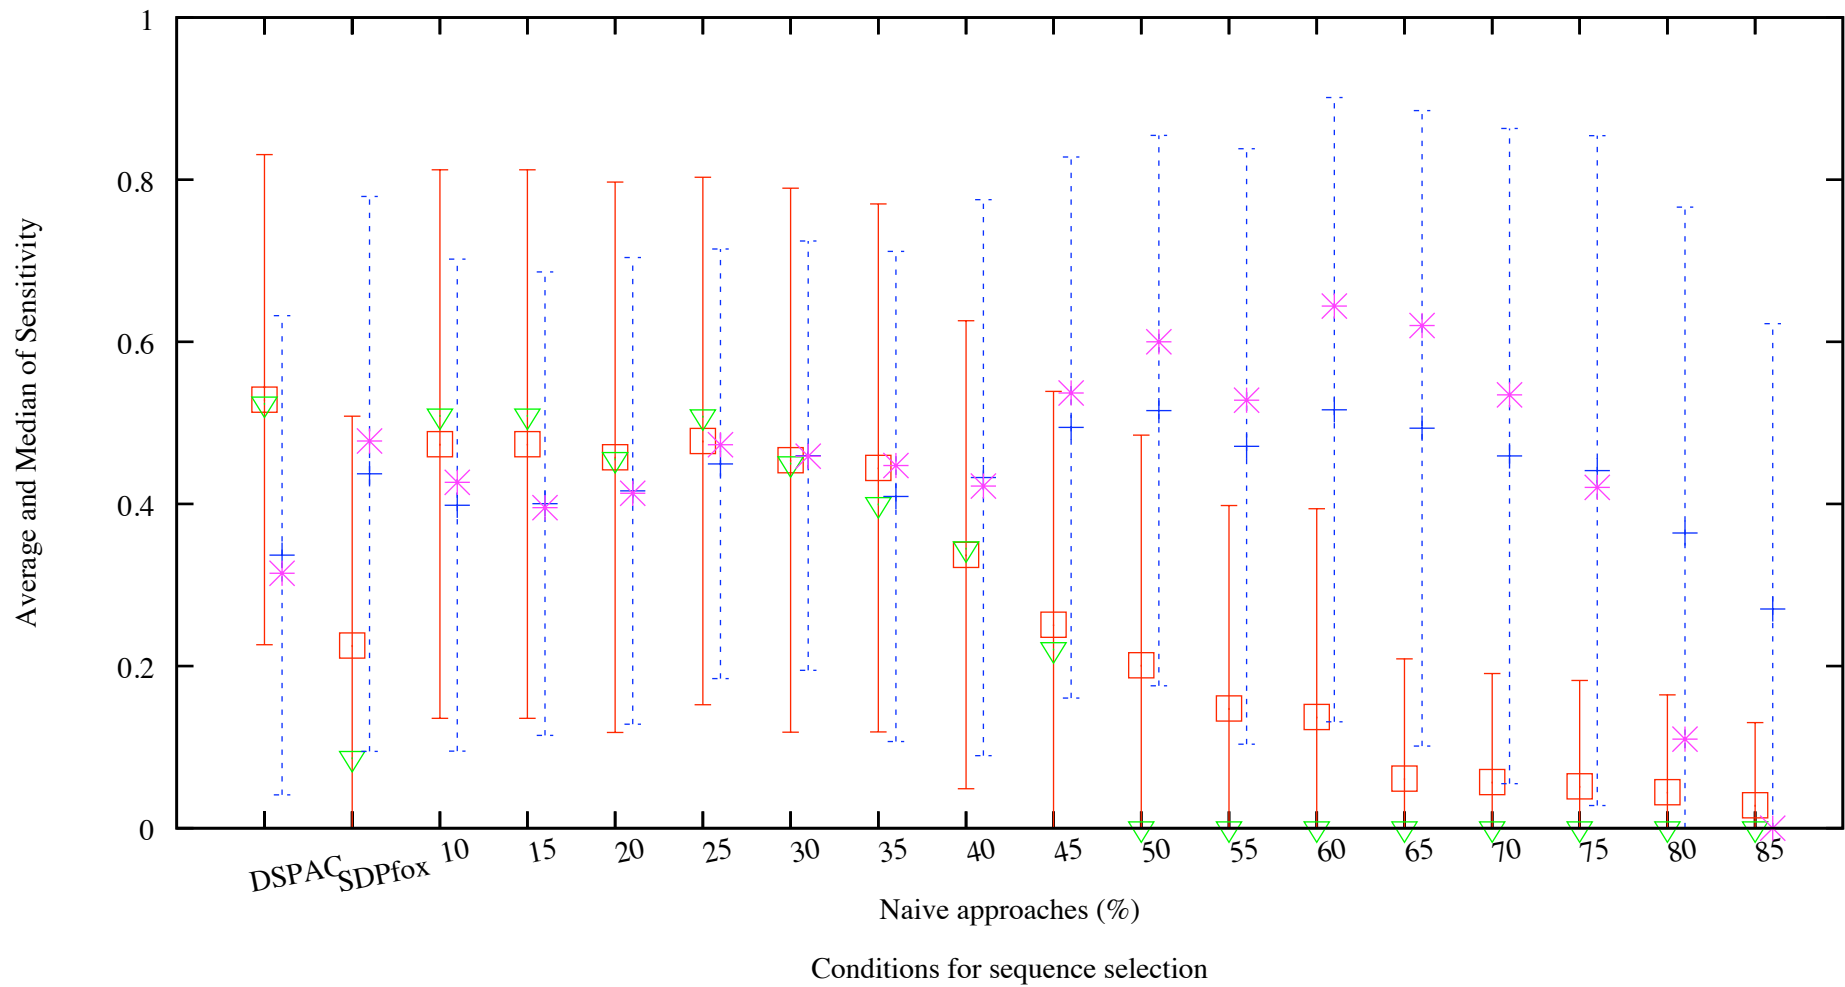 Average and Median of Sensitivity
1
0.8
0.6
0.4
0.2
0
DSPAC SDPfox 10 15 20 25 30 35 40 45 50 55 60 65 70 75 80 85
Naive approaches (%)
Conditions for sequence selection